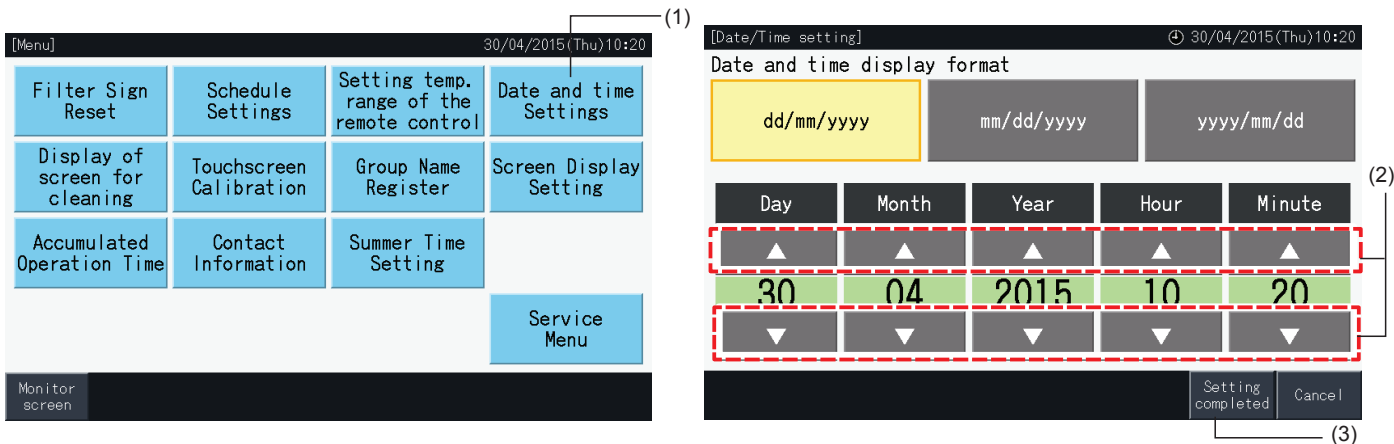 (1)
[Menu] 30/04/2015(Thu)10:20
Filter Sign
Reset
Schedule
Settings
Setting temp.
range of the
remote control
Date and time
Settings
Display of
screen for
cleaning
Touchscreen
Calibration
Group Name
Register
Screen Display
Setting
Accumulated
Operation Time
Contact
Information
Summer Time
Setting
Service
Menu
Monitor
screen
[Date/Time setting] 30/04/2015(Thu)10:20
Date and time display format
dd/mm/yyyy mm/dd/yyyy yyyy/mm/dd
(2)
Day Month Year Hour Minute
30 04 2015 10 20
Setting
completed
Cancel
(3)